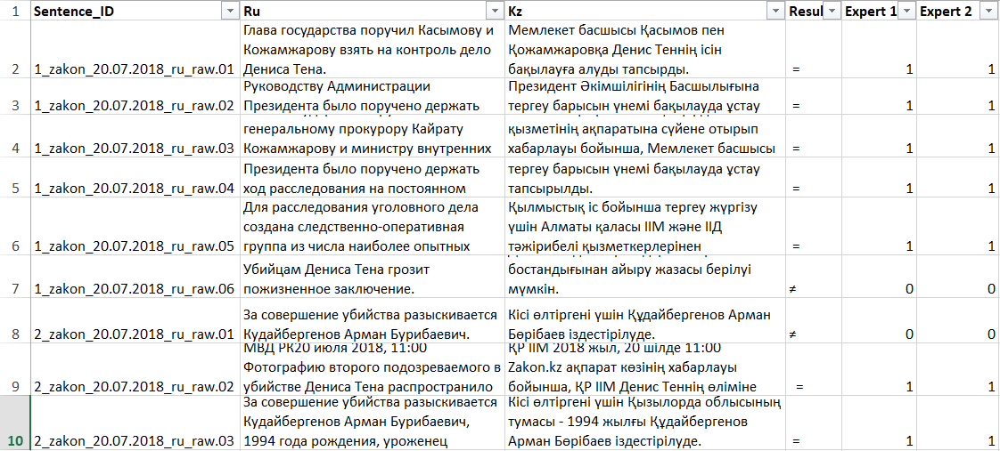 1 Sentence_ID Ru Kz Resul Expert 1 Expert 2
Глава государства поручил Касымову и Мемлекет басшысы Қасымов пен
Кожамжарову взять на контроль дело Қожамжаровқа Денис Теннің ісін
2 1_zakon_20.07.2018_ru_raw.01 Дениса Тена. бақылауға алуды тапсырды. = 1 1
Руководству Администрации Президент Әкімшілігінің Басшылығына
3 1_zakon_20.07.2018_ru_raw.02 Президента было поручено держать тергеу барысын үнемі бақылауда ұстау = 1 1
генеральному прокурору Кайрату қызметінің ақпаратына сүйене отырып
4 1_zakon_20.07.2018_ru_raw.03 Кожамжарову и министру внутренних хабарлауы бойынша, Мемлекет басшысы = 1 1
Президента было поручено держать тергеу барысын үнемі бақылауда ұстау
5 1_zakon_20.07.2018_ru_raw.04 ход расследования на постоянном тапсырылды. = 1 1
Для расследования уголовного дела Қылмыстық іс бойынша тергеу жүргізу
создана следственно-оперативная үшін Алматы қаласы ІІМ және ІІД
6 1_zakon_20.07.2018_ru_raw.05 группа из числа наиболее опытных тәжірибелі қызметкерлерінен = 1 1
Убийцам Дениса Тена грозит бостандығынан айыру жазасы берілуі
7 1_zakon_20.07.2018_ru_raw.06 пожизненное заключение. мүмкін. ≠ 0 0
За совершение убийства разыскивается Кісі өлтіргені үшін Құдайбергенов Арман
8 2_zakon_20.07.2018_ru_raw.01 Кудайбергенов Арман Бурибаевич. Бөрібаев іздестірілуде. ≠ 0 0
МВД РК20 июля 2018, 11:00 ҚР ІІМ 2018 жыл, 20 шілде 11:00
Фотографию второго подозреваемого в Zakon.kz ақпарат көзінің хабарлауы
9 2_zakon_20.07.2018_ru_raw.02 убийстве Дениса Тена распространило бойынша, ҚР ІІМ Денис Теннің өліміне = 1 1
За совершение убийства разыскивается Кісі өлтіргені үшін Қызылорда облысының
Кудайбергенов Арман Бурибаевич, тумасы - 1994 жылғы Құдайбергенов
10 2_zakon_20.07.2018_ru_raw.03 1994 года рождения, уроженец Арман Бөрібаев іздестірілуде. = 1 1